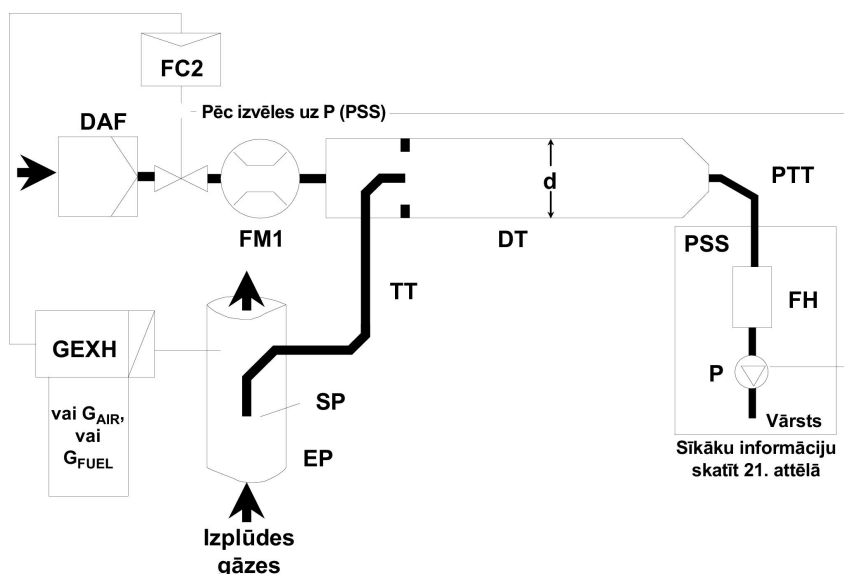 FC2
Pēc izvēles uz P (PSS)
DAF
d
PTT
FM1
DT
PSS
TT
FH
GEXH
P
SP
vai GAIR,
vai
GFUEL
Vārsts
EP
Sīkāku informāciju
skatīt 21. attēlā
Izplūdes
gāzes